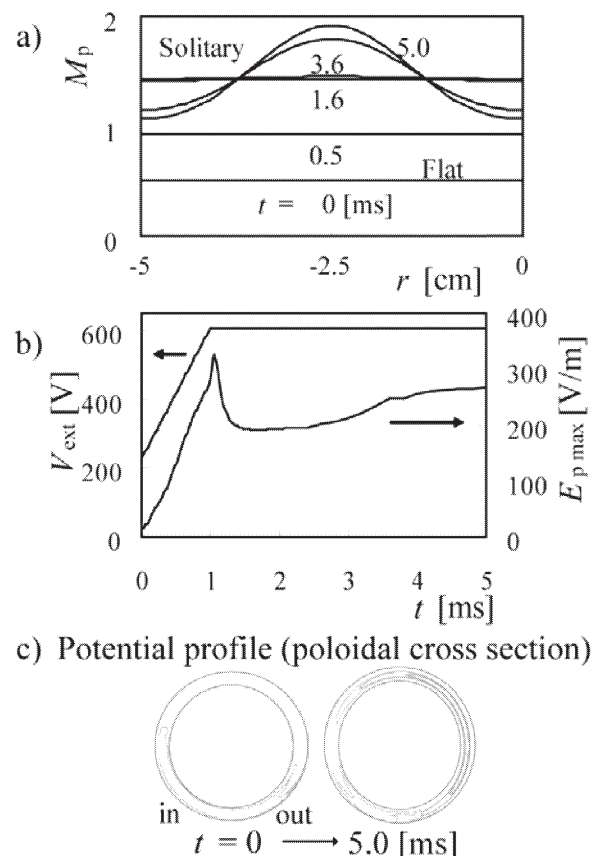 a)
M_p
2
1
0
Solitary
5.0
3.6
1.6
0.5
Flat
t = 0 [ms]
-5
-2.5
0
r [cm]
b)
V_ext [V]
600
400
200
0
400
300
200
100
0
E_p max [V/m]
0
1
2
3
4
5
t [ms]
c) Potential profile (poloidal cross section)
in
out
t = 0 → 5.0 [ms]